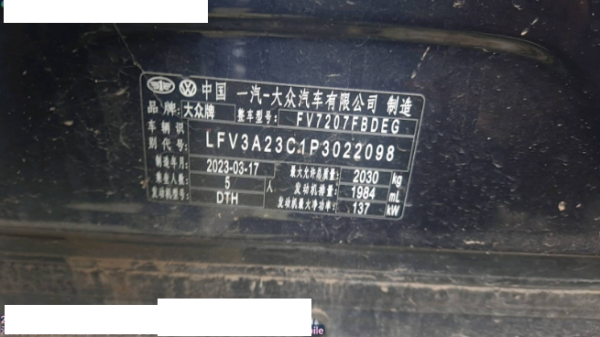 中国 一汽-大众汽车有限公司 制造
品牌: 大众牌 整车型号: FV7207FBDEG
车辆识别代号: LFV3A23C1P3022098
制造年月: 2023-03-17 最大允许总质量: 2030 kg
乘坐人数: 5 人 发动机排量: 1984 mL
发动机型号: DTH 发动机最大净功率: 137 kW